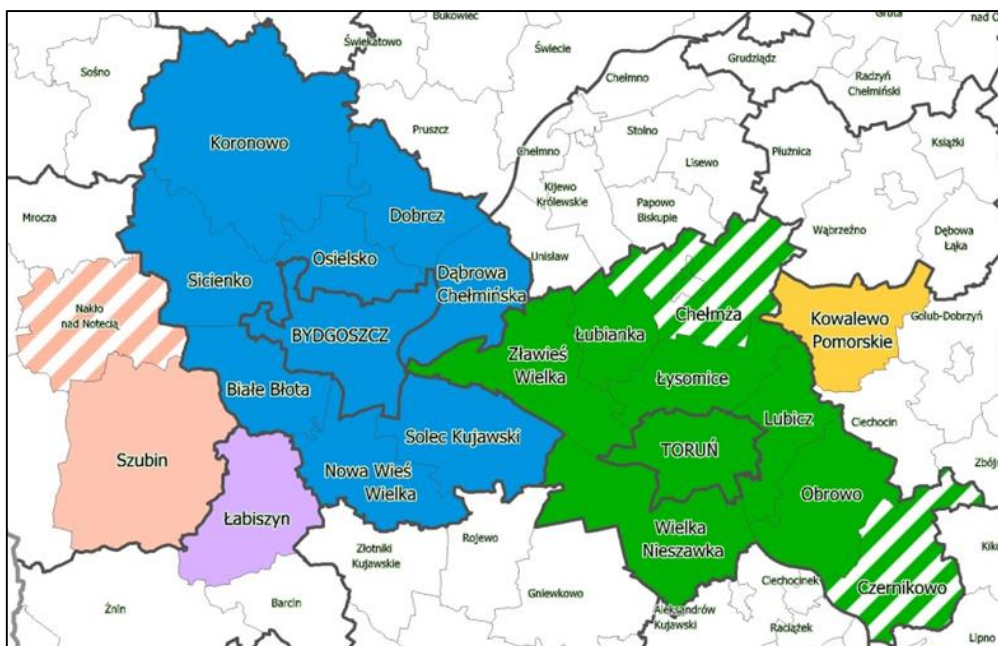 Bukowiec
Gruta
nad O
Świekatowo
Świecie
Grudziądz
Sośno
Chełmno
Radzyń
Chełmiński
Koronowo
Pruszcz
Stolno
Płużnica
Książki
Chełmno
Lisewo
Kijewo
Królewskie
Papowo
Biskupie
Mrocza
Dobrcz
Wąbrzeźno
Dębowa
Łąka
Osielsko
Unisław
Sicienko
Dąbrowa
Chełmińska
Nakło
nad Notecią
Chełmża
Kowalewo
Pomorskie
Golub-Dobrzyń
BYDGOSZCZ
Łubianka
Zławieś
Wielka
Łysomice
Białe Błota
Lubicz
Ciechocin
Solec Kujawski
TORUŃ
Szubin
Zbój
Nowa Wieś
Wielka
Obrowo
Łabiszyn
Wielka
Nieszawka
Złotniki
Kujawskie
Rojewo
Kik
Ciechocinek
Czernikowo
Gniewkowo
Żnin
Barcin
Aleksandrów
Kujawski
Raciążek
Lipno